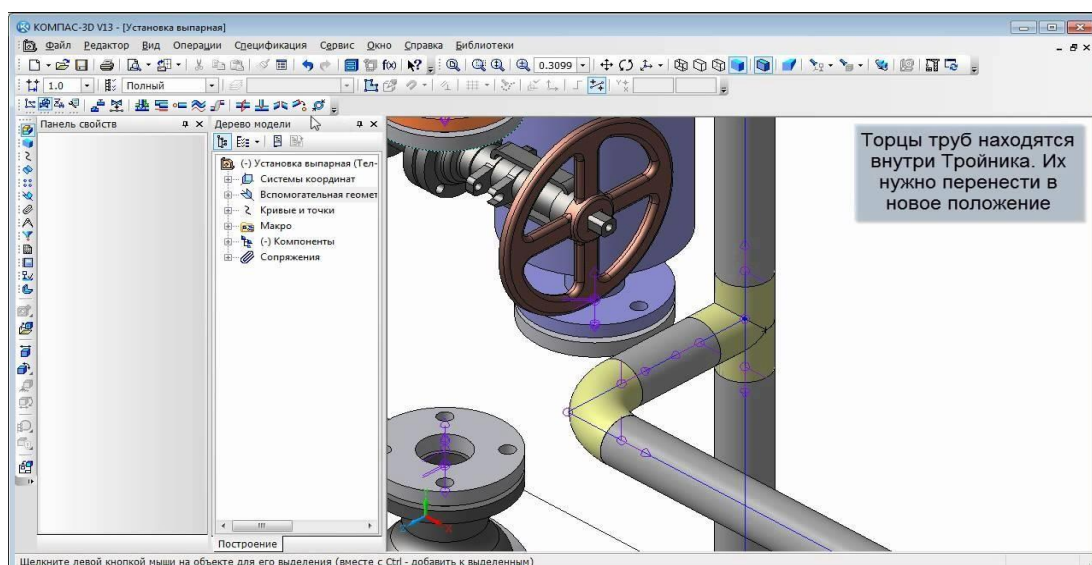 КОМПАС-3D V13 - [Установка выпарная]
Файл Редактор Вид Операции Спецификация Сервис Окно Справка Библиотеки
0.3099
1.0 Полный
Панель свойств
Дерево модели
(-) Установка выпарная (Тел-
Системы координат
Вспомогательная геомет
Кривые и точки
Макро
(-) Компоненты
Сопряжения
Торцы труб находятся
внутри Тройника. Их
нужно перенести в
новое положение
Построение
Щелкните левой кнопкой мыши на объекте для его выделения (вместе с Ctrl - добавить к выделенным)